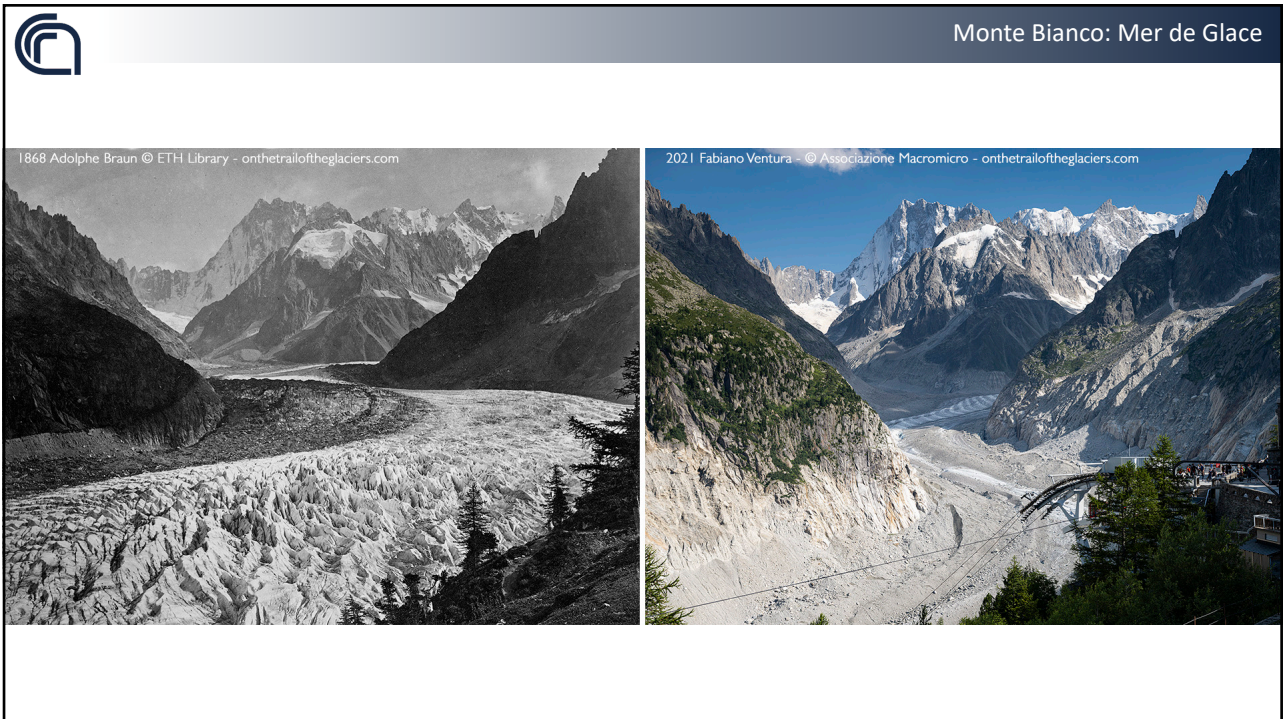 Monte Bianco: Mer de Glace
1868 Adolphe Braun © ETH Library - onthetrailoftheglaciers.com
2021 Fabiano Ventura - © Associazione Macromicro - onthetrailoftheglaciers.com